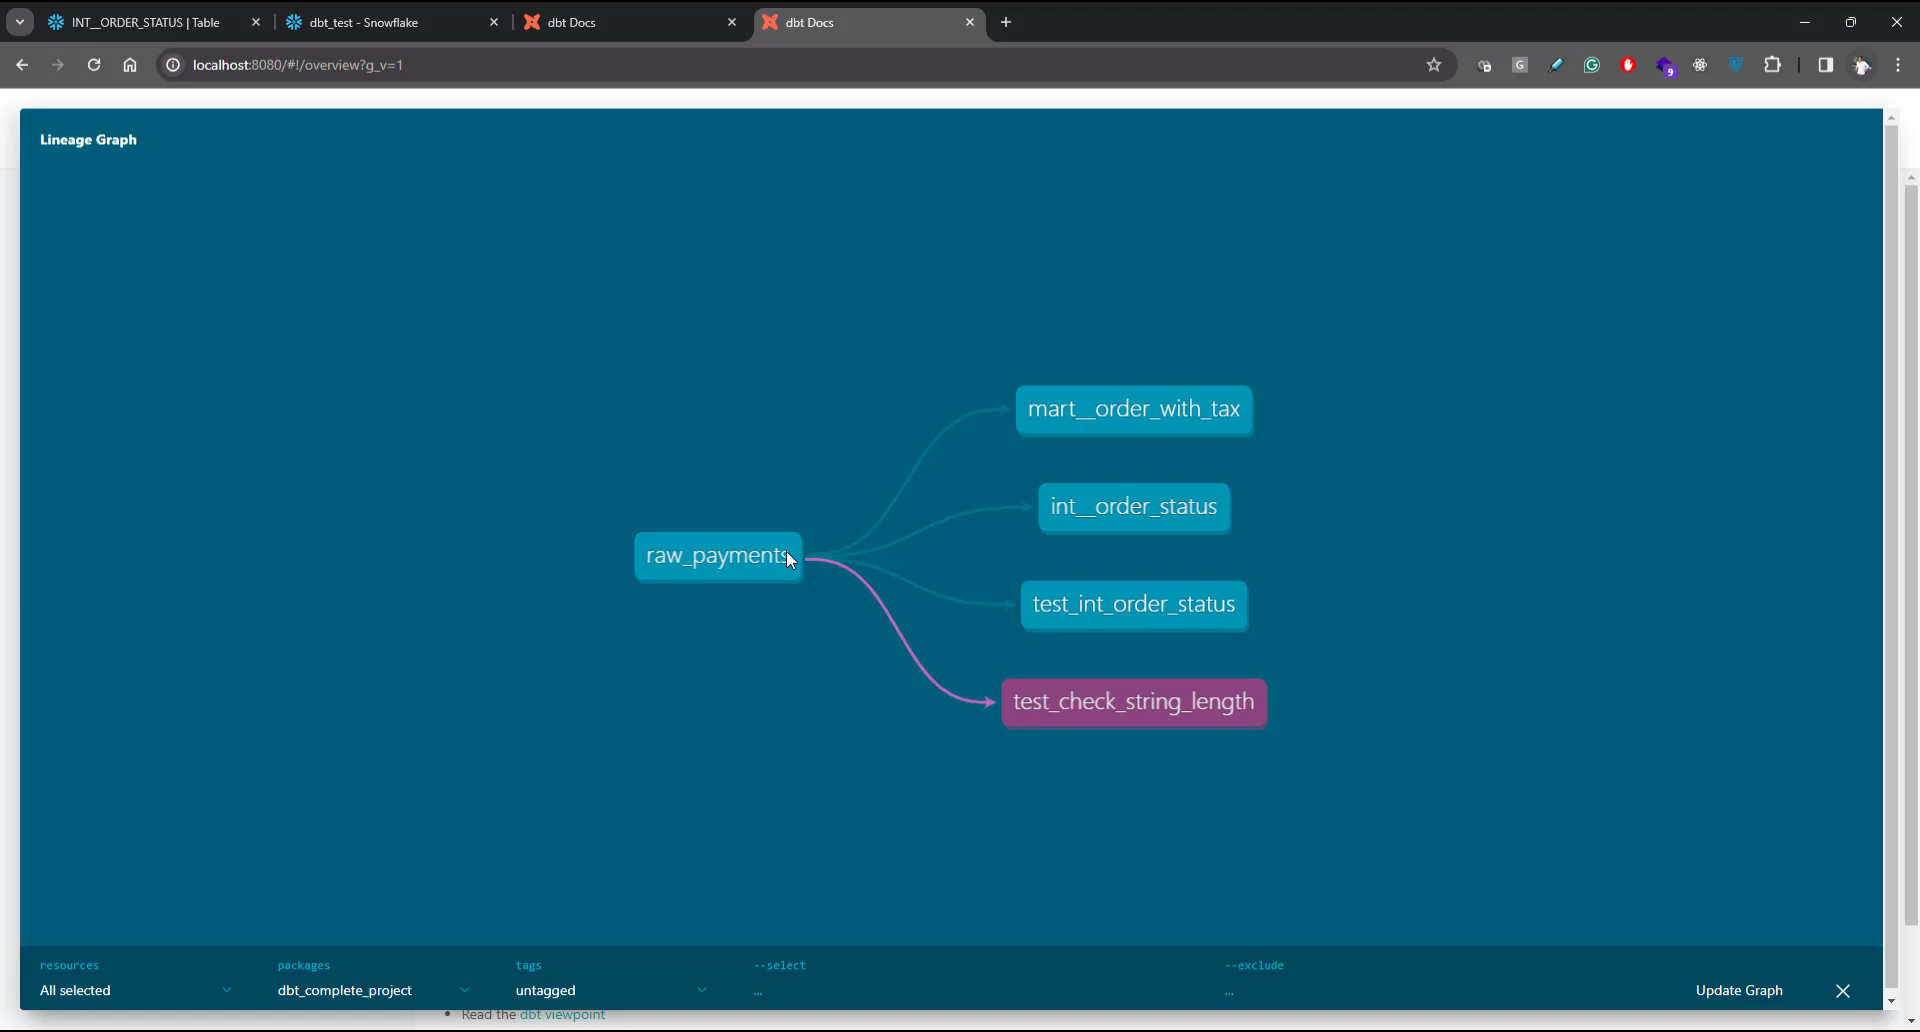 INT__ORDER_STATUS | Table
dbt_test - Snowflake
dbt Docs
dbt Docs
localhost:8080/#!/overview?g_v=1
G
9
Lineage Graph
mart__order_with_tax
int__order_status
raw_payments
test_int_order_status
test_check_string_length
resources
packages
tags
--select
--exclude
All selected
dbt_complete_project
untagged
...
...
Update Graph
Read the dbt viewpoint